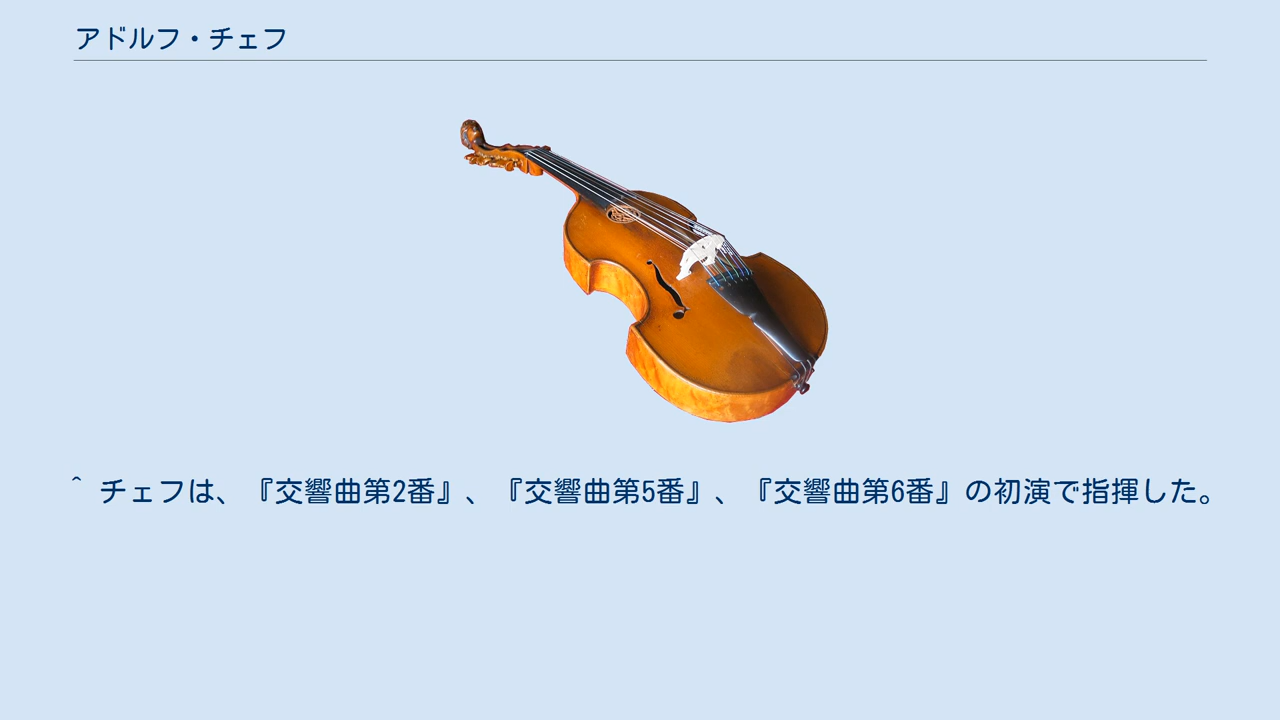 アドルフ・チェフ
^ チェフは、『交響曲第2番』、『交響曲第5番』、『交響曲第6番』の初演で指揮した。